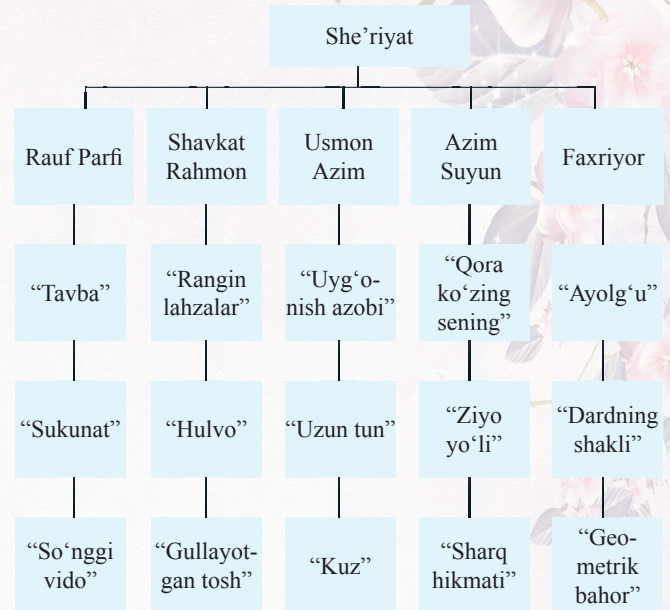 She’riyat
Rauf Parfi
Shavkat
Rahmon
Usmon
Azim
Azim
Suyun
Faxriyor
“Tavba”
“Rangin
lahzalar”
“Uyg‘o-
nish azobi”
“Qora
ko‘zing
sening”
“Ayolg‘u”
“Sukunat”
“Hulvo”
“Uzun tun”
“Ziyo
yo‘li”
“Dardning
shakli”
“So‘nggi
vido”
“Gullayot-
gan tosh”
“Kuz”
“Sharq
hikmati”
“Geo-
metrik
bahor”